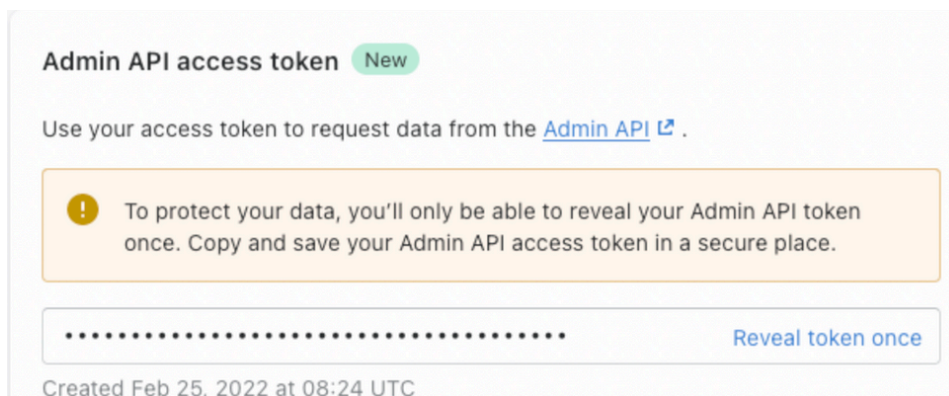 Admin API access token New
Use your access token to request data from the Admin API .
To protect your data, you'll only be able to reveal your Admin API token
once. Copy and save your Admin API access token in a secure place.
•••••••••••••••••••••••••••••••••••••• Reveal token once
Created Feb 25, 2022 at 08:24 UTC